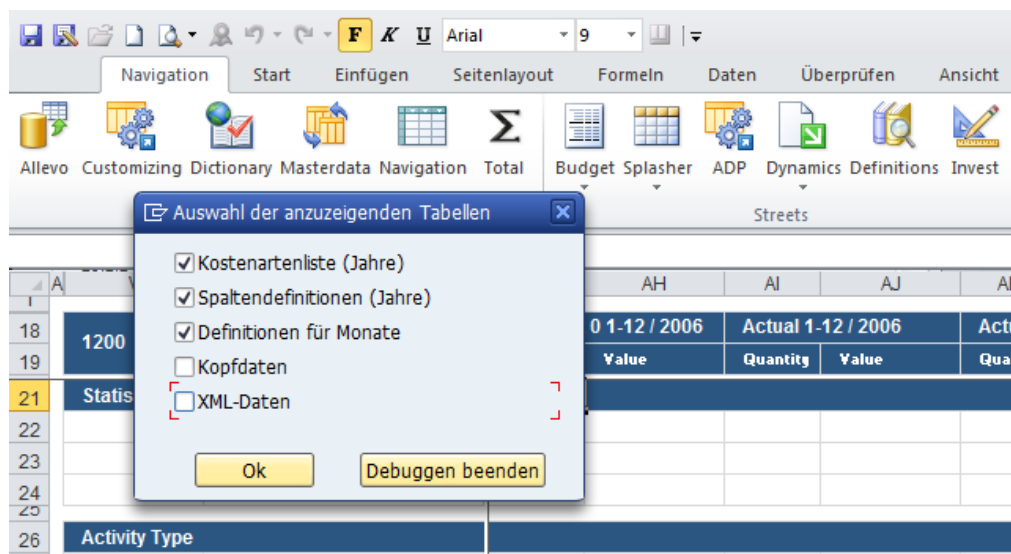 F K U Arial 9
Navigation Start Einfügen Seitenlayout Formeln Daten Überprüfen Ansicht
Allevo Customizing Dictionary Masterdata Navigation Total Budget Splasher ADP Dynamics Definitions Invest
Streets
Auswahl der anzuzeigenden Tabellen
Kostenartenliste (Jahre)
Spaltendefinitionen (Jahre)
Definitionen für Monate
Kopfdaten
XML-Daten
Ok Debuggen beenden
A AH AI AJ
1
18 1200 0 1-12 / 2006 Actual 1-12 / 2006
19 Value Quantity Value
21 Statis
22
23
24
25
26 Activity Type